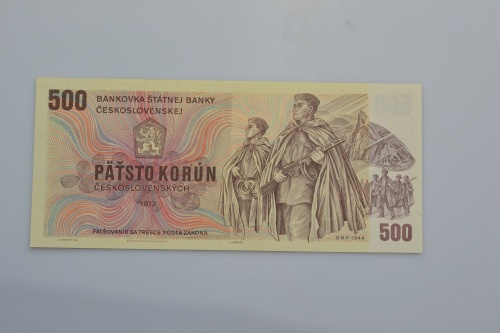 500
BANKOVKA ŠTÁTNEJ BANKY
ČESKOSLOVENSKEJ
PÄŤSTO KORÚN
ČESKOSLOVENSKÝCH
1973
FALŠOVANIE SA TRESCE PODĽA ZÁKONA
SNP 1944
500